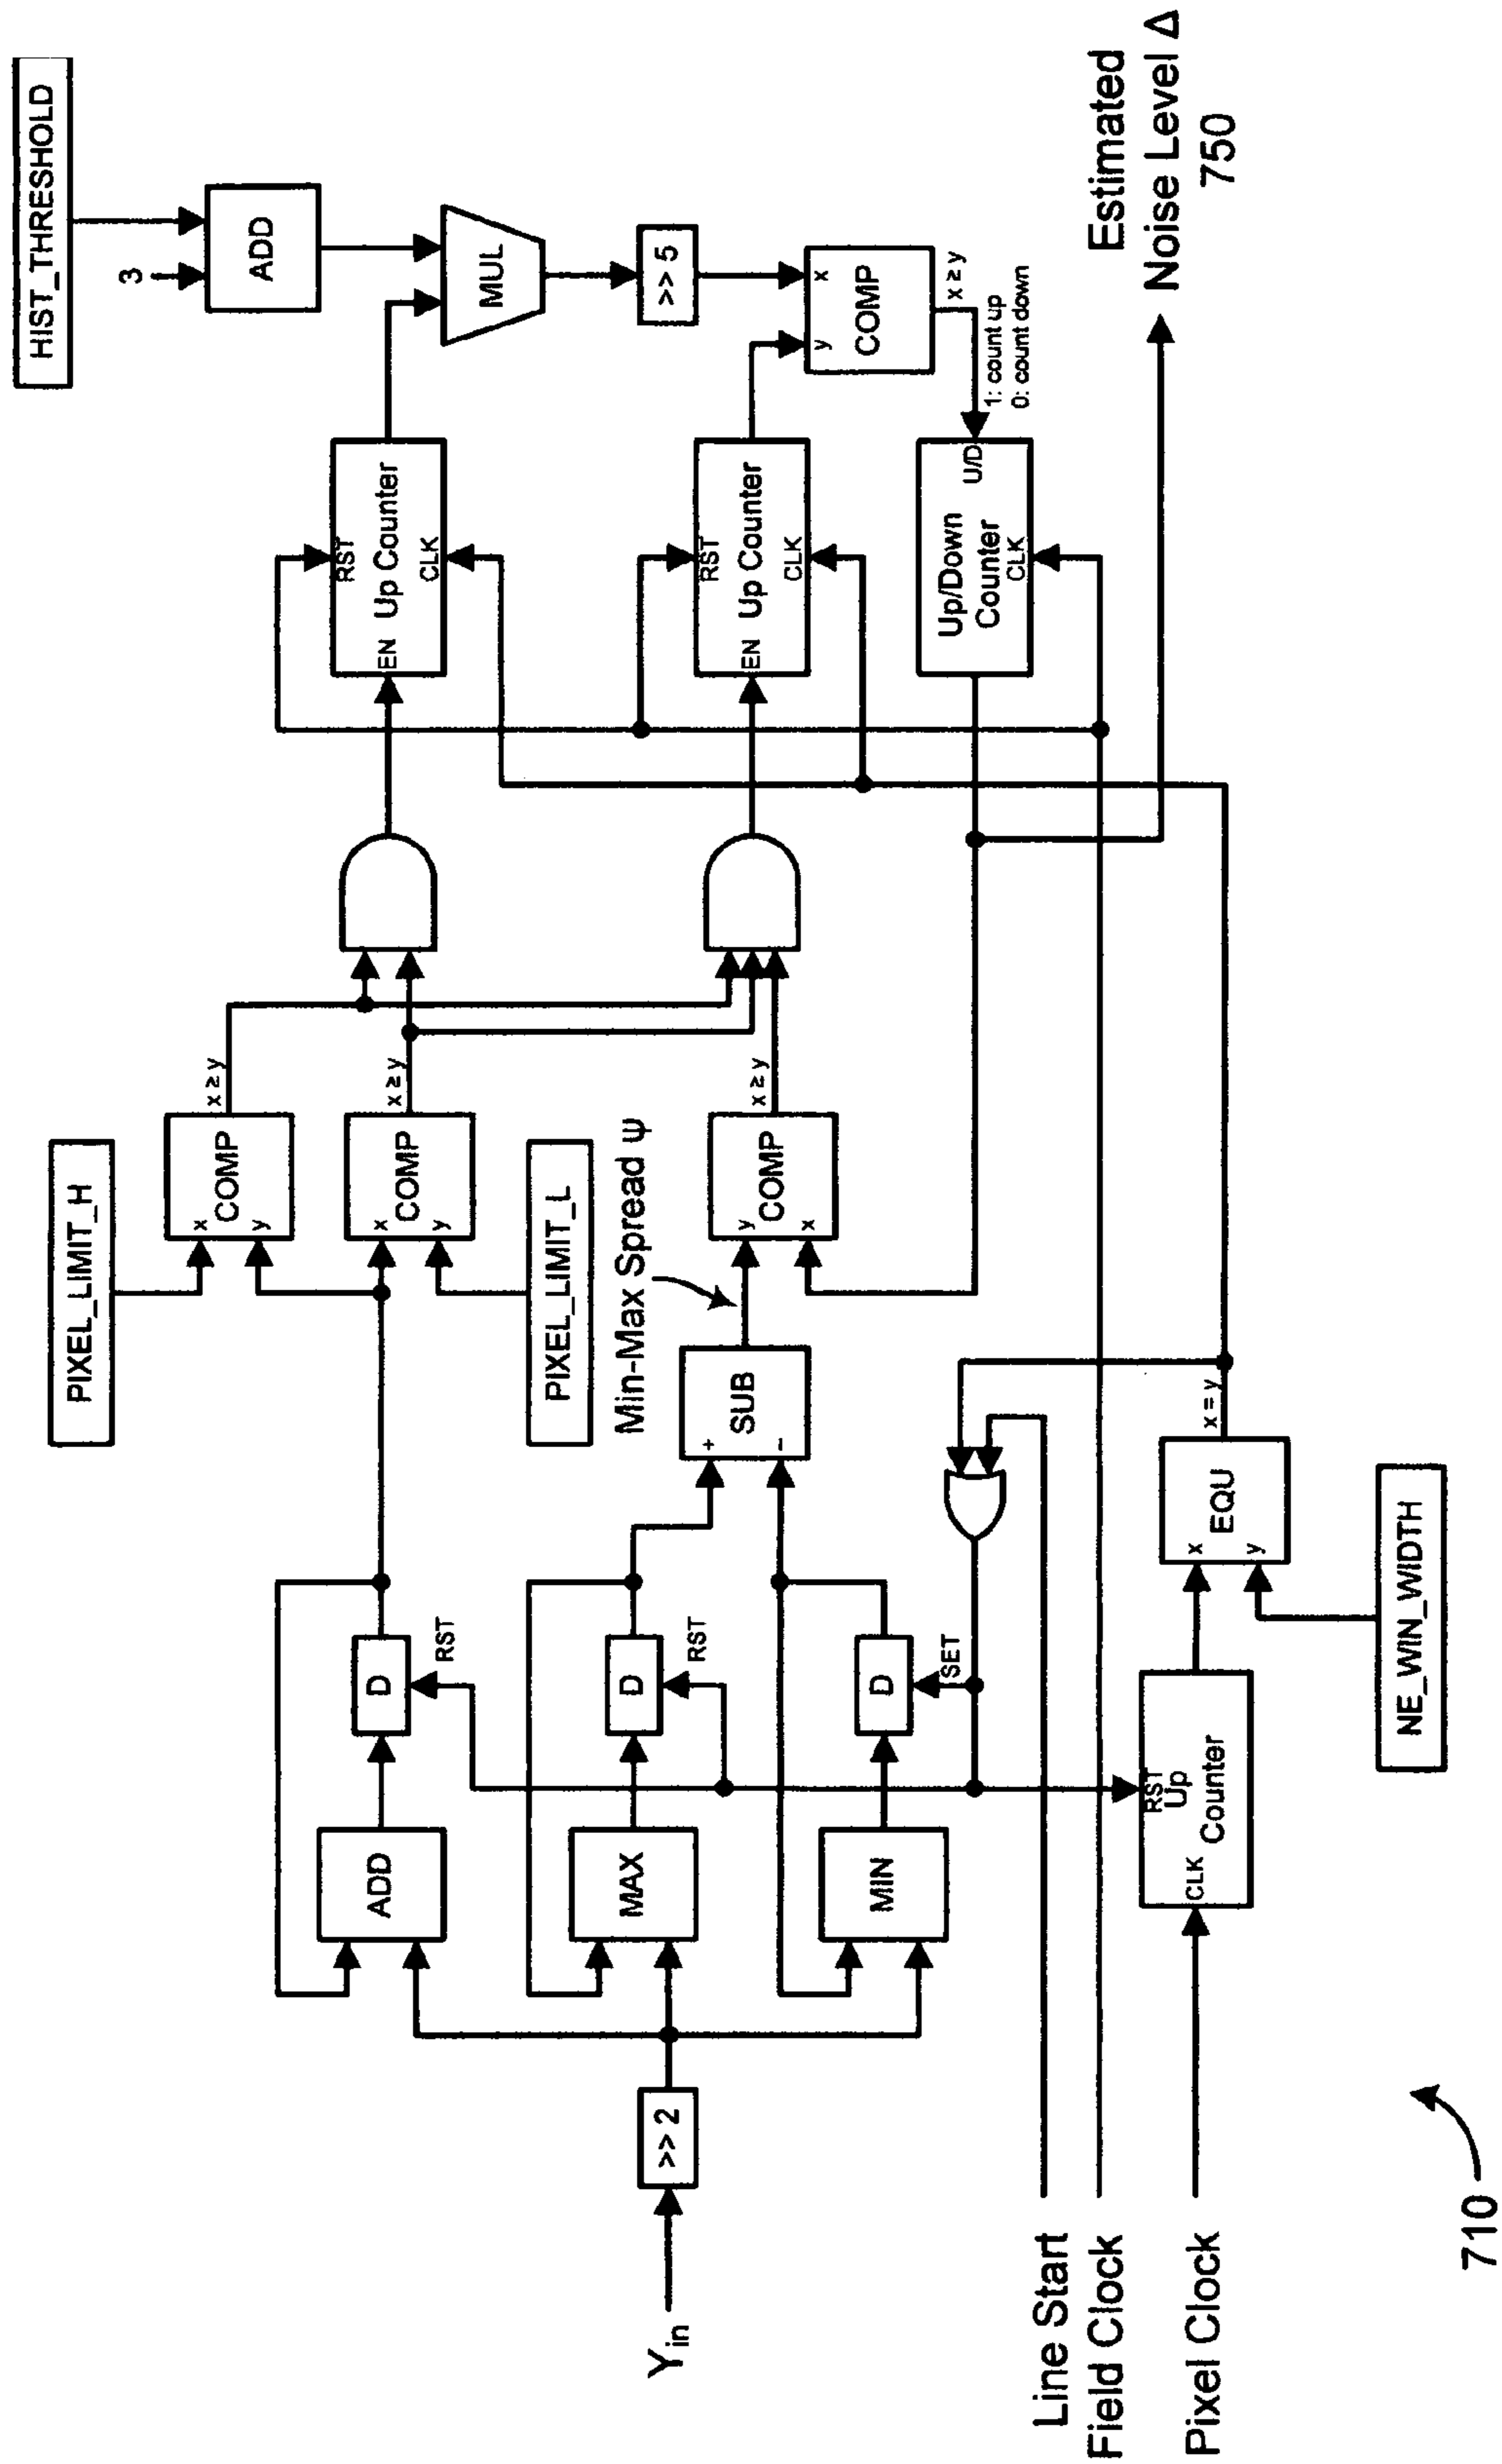 HIST_THRESHOLD
PIXEL_LIMIT_H
3
ADD
x
COMP
y
x ≥ y
RST
EN Up Counter
CLK
ADD
D
RST
x
COMP
y
x ≥ y
MUL
PIXEL_LIMIT_L
Min-Max Spread Ψ
>> 5
Y in
>> 2
MAX
D
RST
+
SUB
−
y
COMP
x
x ≥ y
RST
EN Up Counter
CLK
y
x
COMP
x ≥ y
1: count up
0: count down
MIN
D
SET
Up/Down
Counter
U/D
CLK
Line Start
Field Clock
Pixel Clock
RST
Up
CLK
Counter
x
EQU
y
x = y
Estimated
Noise Level Δ
750
NE_WIN_WIDTH
710